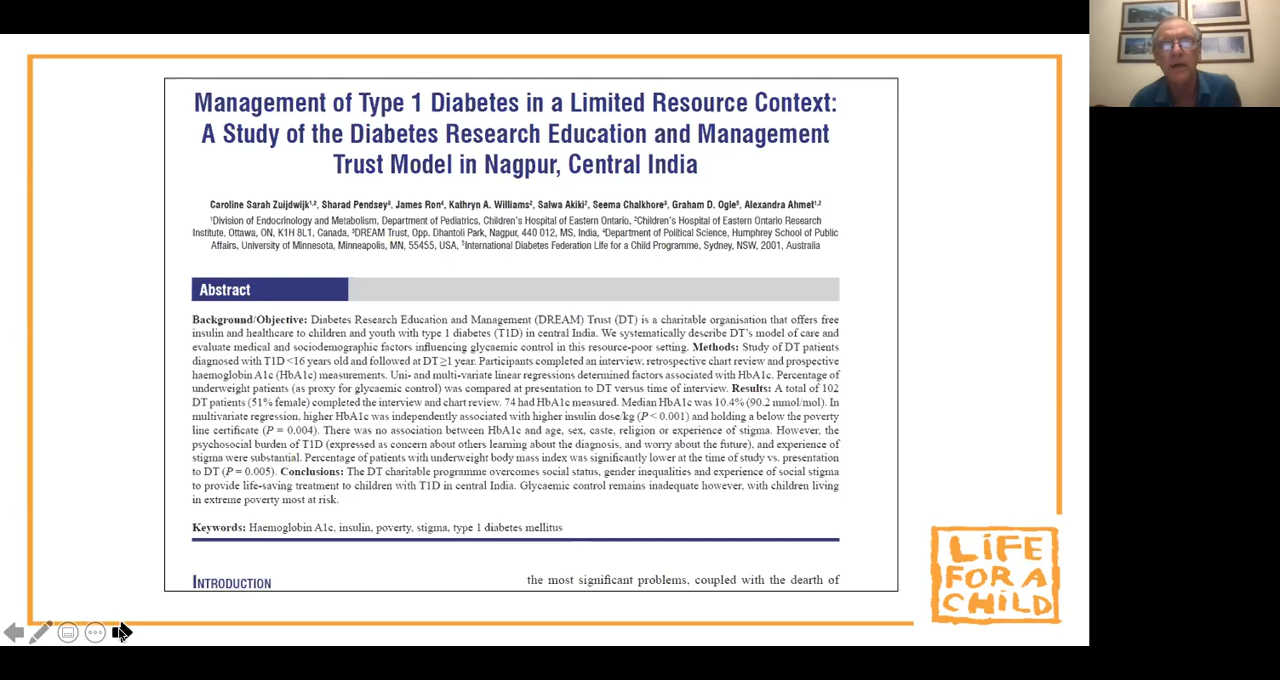 Management of Type 1 Diabetes in a Limited Resource Context:
A Study of the Diabetes Research Education and Management
Trust Model in Nagpur, Central India
Caroline Sarah Zuijdwijk1,2, Sharad Pendsey3, James Ron4, Kathryn A. Williams2, Salwa Akiki2, Seema Chalkhore3, Graham D. Ogle5, Alexandra Ahmet1,2
1Division of Endocrinology and Metabolism, Department of Pediatrics, Children's Hospital of Eastern Ontario, 2Children's Hospital of Eastern Ontario Research
Institute, Ottawa, ON, K1H 8L1, Canada, 3DREAM Trust, Opp. Dhantoli Park, Nagpur, 440 012, MS, India, 4Department of Political Science, Humphrey School of Public
Affairs, University of Minnesota, Minneapolis, MN, 55455, USA, 5International Diabetes Federation Life for a Child Programme, Sydney, NSW, 2001, Australia
Abstract
Background/Objective: Diabetes Research Education and Management (DREAM) Trust (DT) is a charitable organisation that offers free
insulin and healthcare to children and youth with type 1 diabetes (T1D) in central India. We systematically describe DT's model of care and
evaluate medical and sociodemographic factors influencing glycaemic control in this resource-poor setting. Methods: Study of DT patients
diagnosed with T1D <16 years old and followed at DT ≥1 year. Participants completed an interview, retrospective chart review and prospective
haemoglobin A1c (HbA1c) measurements. Uni- and multi-variate linear regressions determined factors associated with HbA1c. Percentage of
underweight patients (as proxy for glycaemic control) was compared at presentation to DT versus time of interview. Results: A total of 102
DT patients (51% female) completed the interview and chart review. 74 had HbA1c measured. Median HbA1c was 10.4% (90.2 mmol/mol). In
multivariate regression, higher HbA1c was independently associated with higher insulin dose/kg (P < 0.001) and holding a below the poverty
line certificate (P = 0.004). There was no association between HbA1c and age, sex, caste, religion or experience of stigma. However, the
psychosocial burden of T1D (expressed as concern about others learning about the diagnosis, and worry about the future), and experience of
stigma were substantial. Percentage of patients with underweight body mass index was significantly lower at the time of study vs. presentation
to DT (P = 0.005). Conclusions: The DT charitable programme overcomes social status, gender inequalities and experience of social stigma
to provide life-saving treatment to children with T1D in central India. Glycaemic control remains inadequate however, with children living
in extreme poverty most at risk.
Keywords: Haemoglobin A1c, insulin, poverty, stigma, type 1 diabetes mellitus
INTRODUCTION
the most significant problems, coupled with the dearth of
LIFE
FOR A
CHILD